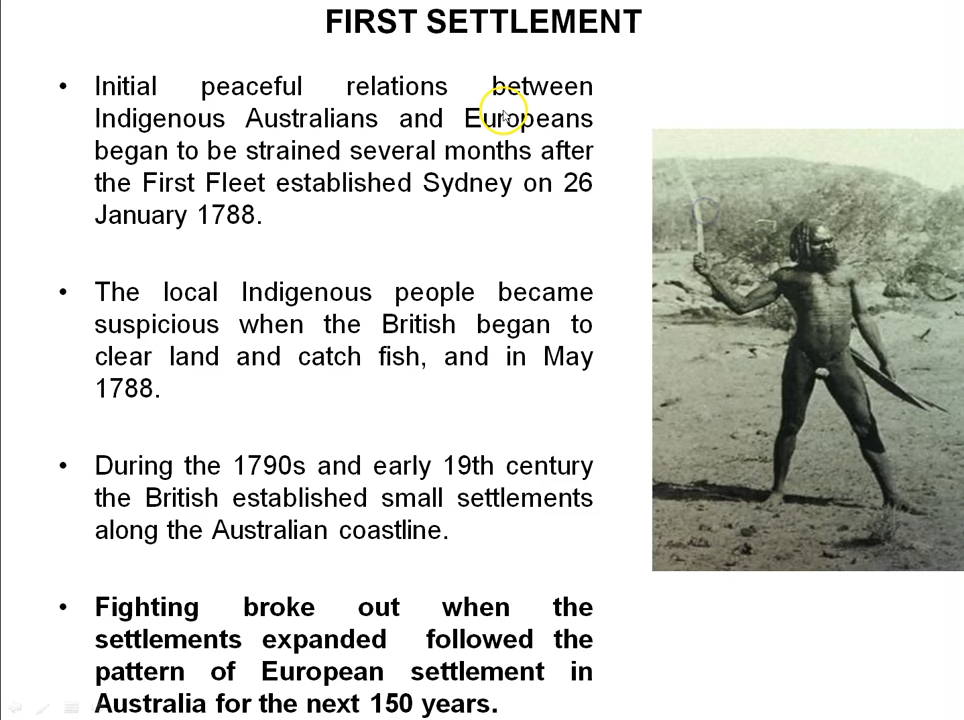 FIRST SETTLEMENT
• Initial peaceful relations between
Indigenous Australians and Europeans
began to be strained several months after
the First Fleet established Sydney on 26
January 1788.
• The local Indigenous people became
suspicious when the British began to
clear land and catch fish, and in May
1788.
• During the 1790s and early 19th century
the British established small settlements
along the Australian coastline.
• Fighting broke out when the
settlements expanded followed the
pattern of European settlement in
Australia for the next 150 years.